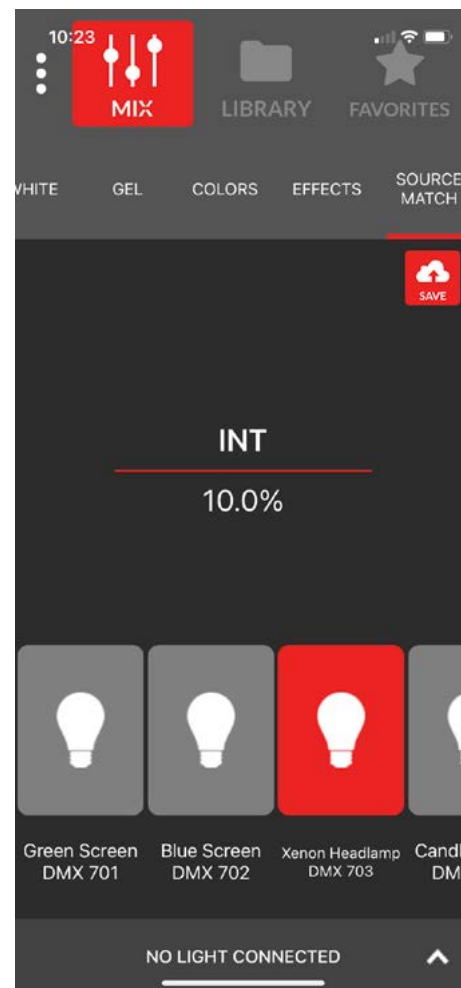 10:23
MIX
LIBRARY
FAVORITES
GEL
COLORS
EFFECTS
SOURCE
MATCH
SAVE
INT
10.0%
Green Screen
DMX 701
Blue Screen
DMX 702
Xenon Headlamp
DMX 703
DM
NO LIGHT CONNECTED